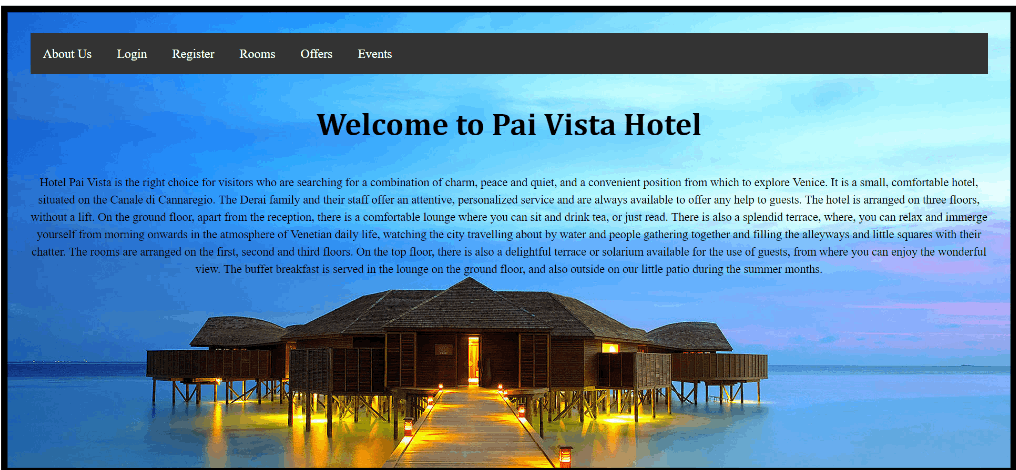 About Us Login Register Rooms Offers Events
Welcome to Pai Vista Hotel
Hotel Pai Vista is the right choice for visitors who are searching for a combination of charm, peace and quiet, and a convenient position from which to explore Venice. It is a small, comfortable hotel,
situated on the Canale di Cannaregio. The Derai family and their staff offer an attentive, personalized service and are always available to offer any help to guests. The hotel is arranged on three floors,
without a lift. On the ground floor, apart from the reception, there is a comfortable lounge where you can sit and drink tea, or just read. There is also a splendid terrace, where, you can relax and immerge
yourself from morning onwards in the atmosphere of Venetian daily life, watching the city travelling about by water and people gathering together and filling the alleyways and little squares with their
chatter. The rooms are arranged on the first, second and third floors. On the top floor, there is also a delightful terrace or solarium available for the use of guests, from where you can enjoy the wonderful
view. The buffet breakfast is served in the lounge on the ground floor, and also outside on our little patio during the summer months.